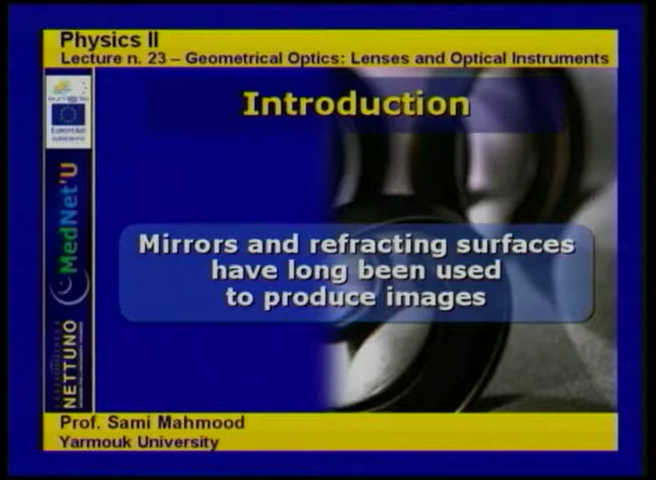 Physics II
Lecture n. 23 – Geometrical Optics: Lenses and Optical Instruments
Introduction
MedNet'U
NETTUNO
Mirrors and refracting surfaces
have long been used
to produce images
Prof. Sami Mahmood
Yarmouk University